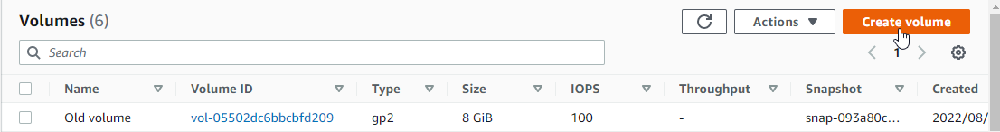 Volumes (6)
Actions
Create volume
Search
1
Name Volume ID Type Size IOPS Throughput Snapshot Created
Old volume vol-05502dc6bbcbfd209 gp2 8 GiB 100 - snap-093a80c... 2022/08/